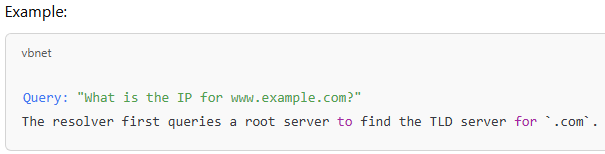 Example:
vbnet
Query: "What is the IP for www.example.com?"
The resolver first queries a root server to find the TLD server for `.com`.